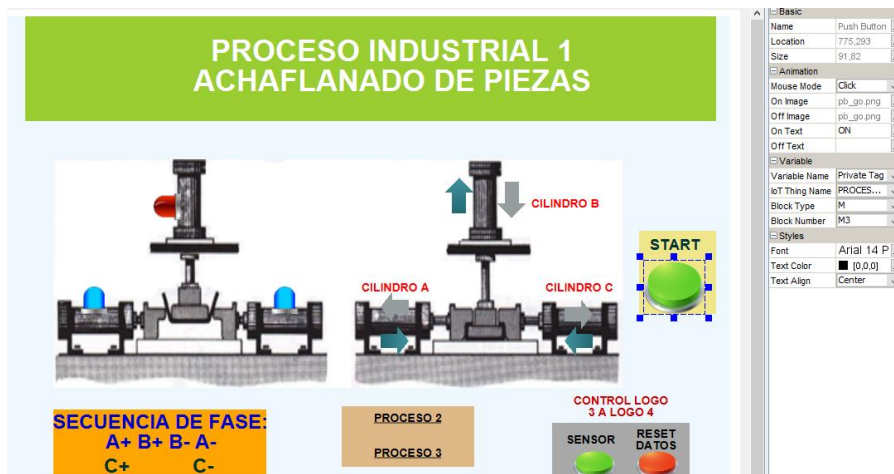 PROCESO INDUSTRIAL 1
ACHAFLANADO DE PIEZAS
CILINDRO B
START
CILINDRO A
CILINDRO C
SECUENCIA DE FASE:
A+ B+ B- A-
C+ C-
PROCESO 2
PROCESO 3
CONTROL LOGO
3 A LOGO 4
SENSOR
RESET
DATOS
Basic
Name Push Button
Location 775,293
Size 91,82
Animation
Mouse Mode Click
On Image pb_go.png
Off Image pb_go.png
On Text ON
Off Text
Variable
Variable Name Private Tag
IoT Thing Name PROCES...
Block Type M
Block Number M3
Styles
Font Arial 14 P
Text Color [0,0,0]
Text Align Center